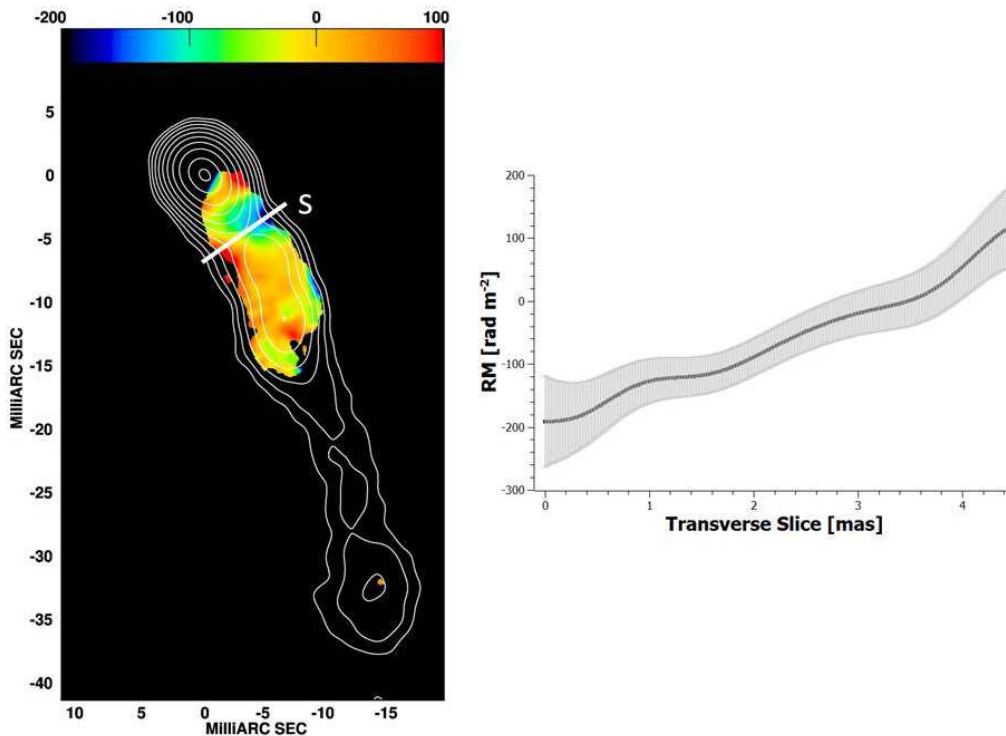 -200 -100 0 100
5
0
-5
-10
-15
-20
-25
-30
-35
-40
MilliARC SEC
S
10 5 0 -5 -10 -15
MilliARC SEC
200
100
0
-100
-200
-300
RM [rad m⁻²]
0 1 2 3 4
Transverse Slice [mas]